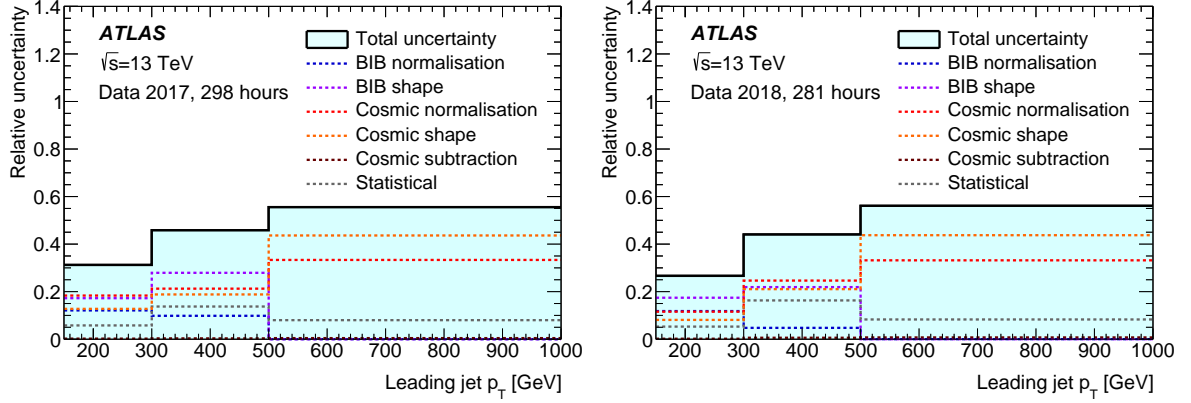 Relative uncertainty
1.4
1.2
1
0.8
0.6
0.4
0.2
0
ATLAS
√s=13 TeV
Data 2017, 298 hours
Total uncertainty
BIB normalisation
BIB shape
Cosmic normalisation
Cosmic shape
Cosmic subtraction
Statistical
200 300 400 500 600 700 800 900 1000
Leading jet p_T [GeV]
Relative uncertainty
1.4
1.2
1
0.8
0.6
0.4
0.2
0
ATLAS
√s=13 TeV
Data 2018, 281 hours
Total uncertainty
BIB normalisation
BIB shape
Cosmic normalisation
Cosmic shape
Cosmic subtraction
Statistical
200 300 400 500 600 700 800 900 1000
Leading jet p_T [GeV]